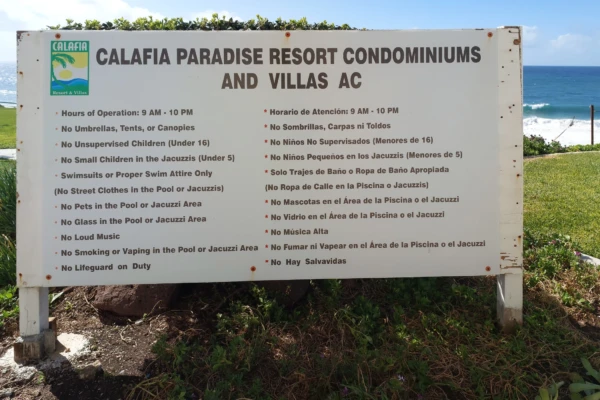 CALAFIA
Resort & Villas
CALAFIA PARADISE RESORT CONDOMINIUMS
AND VILLAS AC
· Hours of Operation: 9 AM - 10 PM
· No Umbrellas, Tents, or Canopies
· No Unsupervised Children (Under 16)
· No Small Children in the Jacuzzis (Under 5)
· Swimsuits or Proper Swim Attire Only
(No Street Clothes in the Pool or Jacuzzis)
· No Pets in the Pool or Jacuzzi Area
· No Glass in the Pool or Jacuzzi Area
· No Loud Music
· No Smoking or Vaping in the Pool or Jacuzzi Area
· No Lifeguard on Duty
* Horario de Atención: 9 AM - 10 PM
* No Sombrillas, Carpas ni Toldos
* No Niños No Supervisados (Menores de 16)
* No Niños Pequeños en los Jacuzzis (Menores de 5)
* Solo Trajes de Baño o Ropa de Baño Apropiada
(No Ropa de Calle en la Piscina o Jacuzzis)
* No Mascotas en el Área de la Piscina o el Jacuzzi
* No Vidrio en el Área de la Piscina o el Jacuzzi
* No Música Alta
* No Fumar ni Vapear en el Área de la Piscina o el Jacuzzi
* No Hay Salvavidas